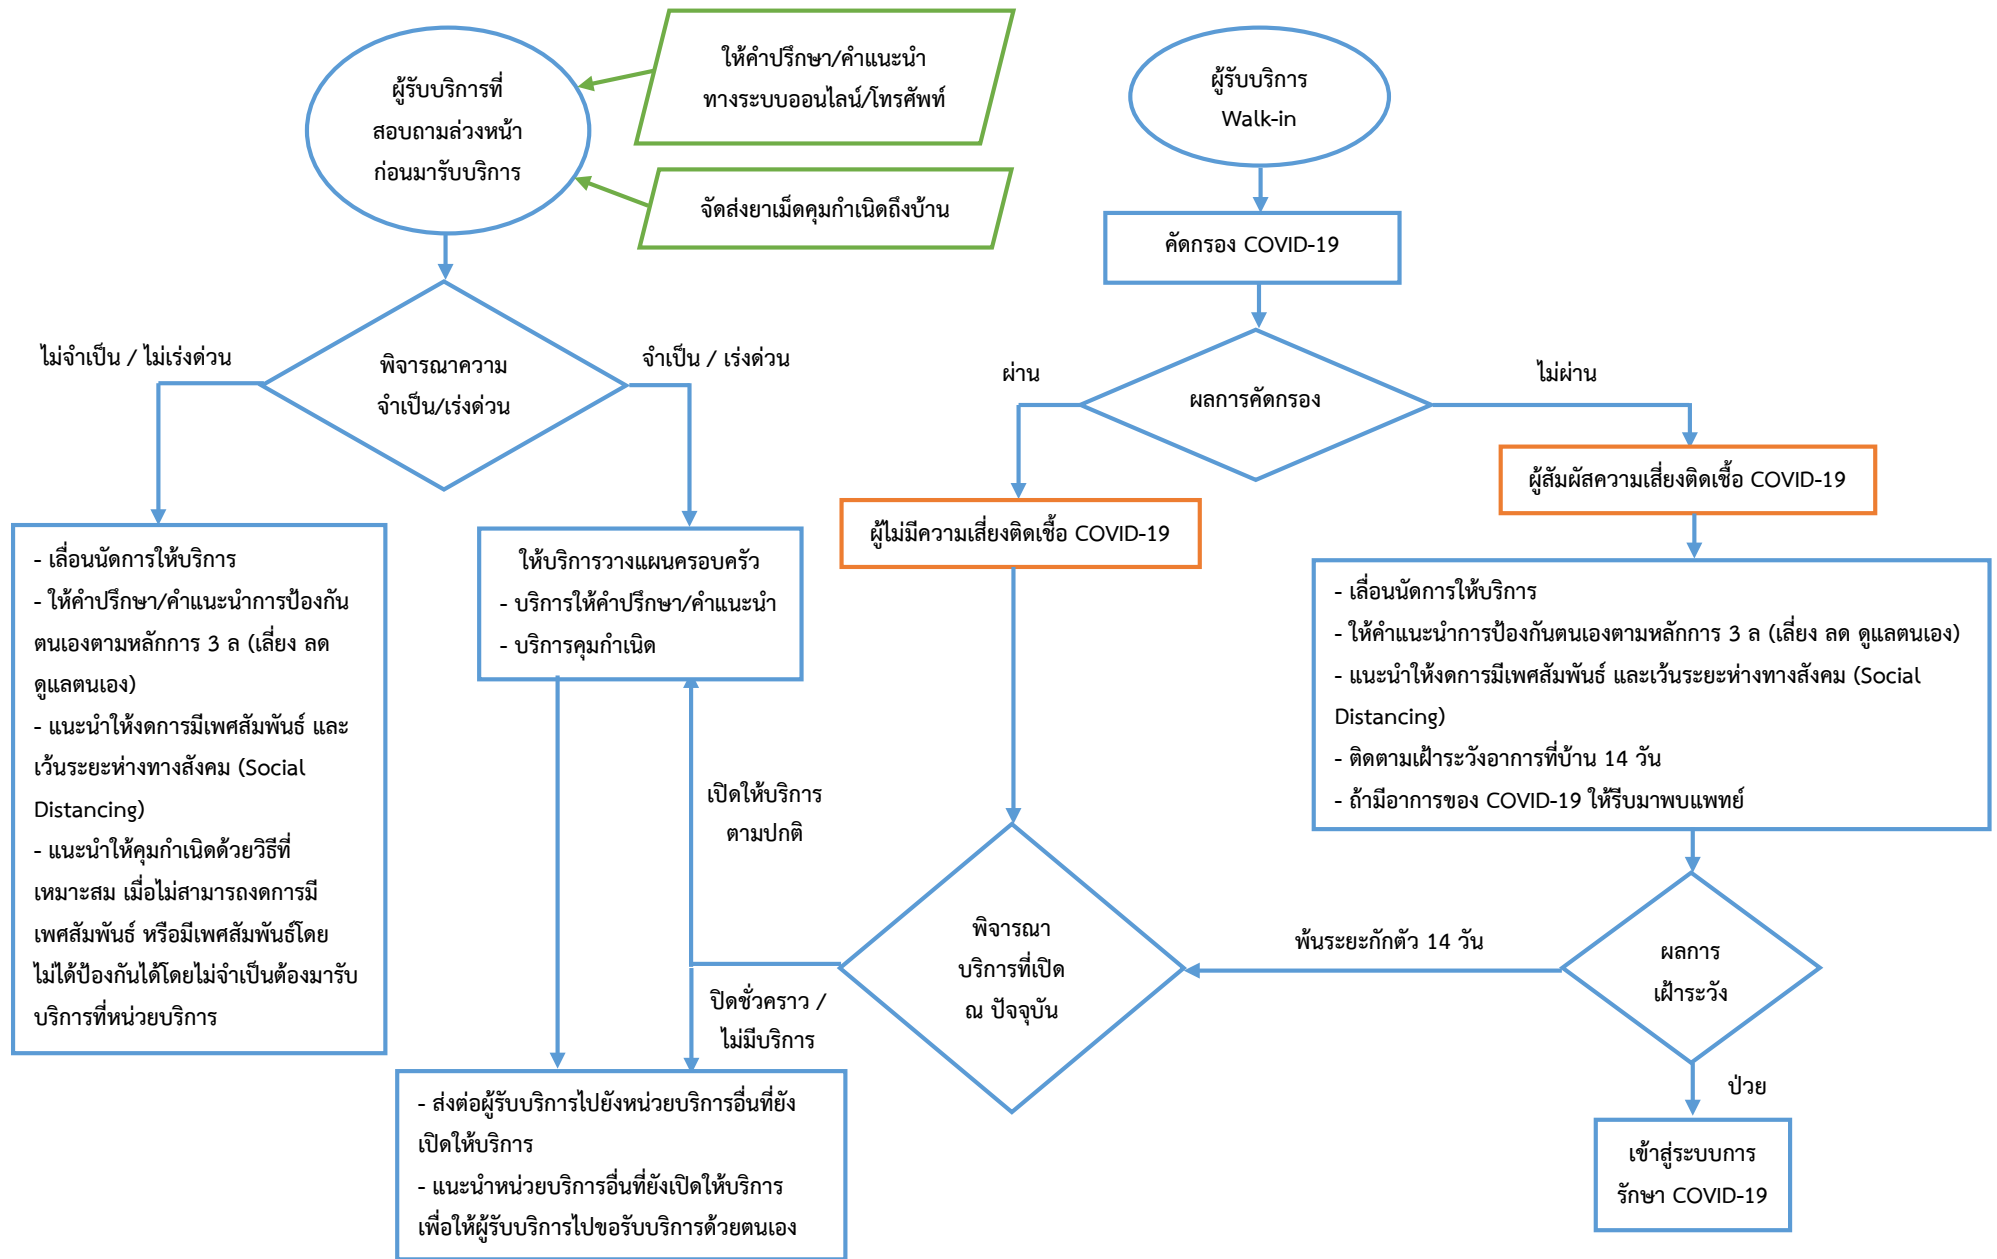 ผู้รับบริการที่
สอบถามล่วงหน้า
ก่อนมารับบริการ
ให้คำปรึกษา/คำแนะนำ
ทางระบบออนไลน์/โทรศัพท์
จัดส่งยาเม็ดคุมกำเนิดถึงบ้าน
ผู้รับบริการ
Walk-in
คัดกรอง COVID-19
ไม่จำเป็น / ไม่เร่งด่วน
พิจารณาความ
จำเป็น/เร่งด่วน
จำเป็น / เร่งด่วน
ผ่าน
ผลการคัดกรอง
ไม่ผ่าน
ผู้ไม่มีความเสี่ยงติดเชื้อ COVID-19
ผู้สัมผัสความเสี่ยงติดเชื้อ COVID-19
- เลื่อนนัดการให้บริการ
- ให้คำปรึกษา/คำแนะนำการป้องกัน
ตนเองตามหลักการ 3 ล (เลี่ยง ลด
ดูแลตนเอง)
- แนะนำให้งดการมีเพศสัมพันธ์ และ
เว้นระยะห่างทางสังคม (Social
Distancing)
- แนะนำให้คุมกำเนิดด้วยวิธีที่
เหมาะสม เมื่อไม่สามารถงดการมี
เพศสัมพันธ์ หรือมีเพศสัมพันธ์โดย
ไม่ได้ป้องกันได้โดยไม่จำเป็นต้องมารับ
บริการที่หน่วยบริการ
ให้บริการวางแผนครอบครัว
- บริการให้คำปรึกษา/คำแนะนำ
- บริการคุมกำเนิด
- เลื่อนนัดการให้บริการ
- ให้คำแนะนำการป้องกันตนเองตามหลักการ 3 ล (เลี่ยง ลด ดูแลตนเอง)
- แนะนำให้งดการมีเพศสัมพันธ์ และเว้นระยะห่างทางสังคม (Social
Distancing)
- ติดตามเฝ้าระวังอาการที่บ้าน 14 วัน
- ถ้ามีอาการของ COVID-19 ให้รีบมาพบแพทย์
เปิดให้บริการ
ตามปกติ
ปิดชั่วคราว /
ไม่มีบริการ
พิจารณา
บริการที่เปิด
ณ ปัจจุบัน
พ้นระยะกักตัว 14 วัน
ผลการ
เฝ้าระวัง
ป่วย
- ส่งต่อผู้รับบริการไปยังหน่วยบริการอื่นที่ยัง
เปิดให้บริการ
- แนะนำหน่วยบริการอื่นที่ยังเปิดให้บริการ
เพื่อให้ผู้รับบริการไปขอรับบริการด้วยตนเอง
เข้าสู่ระบบการ
รักษา COVID-19